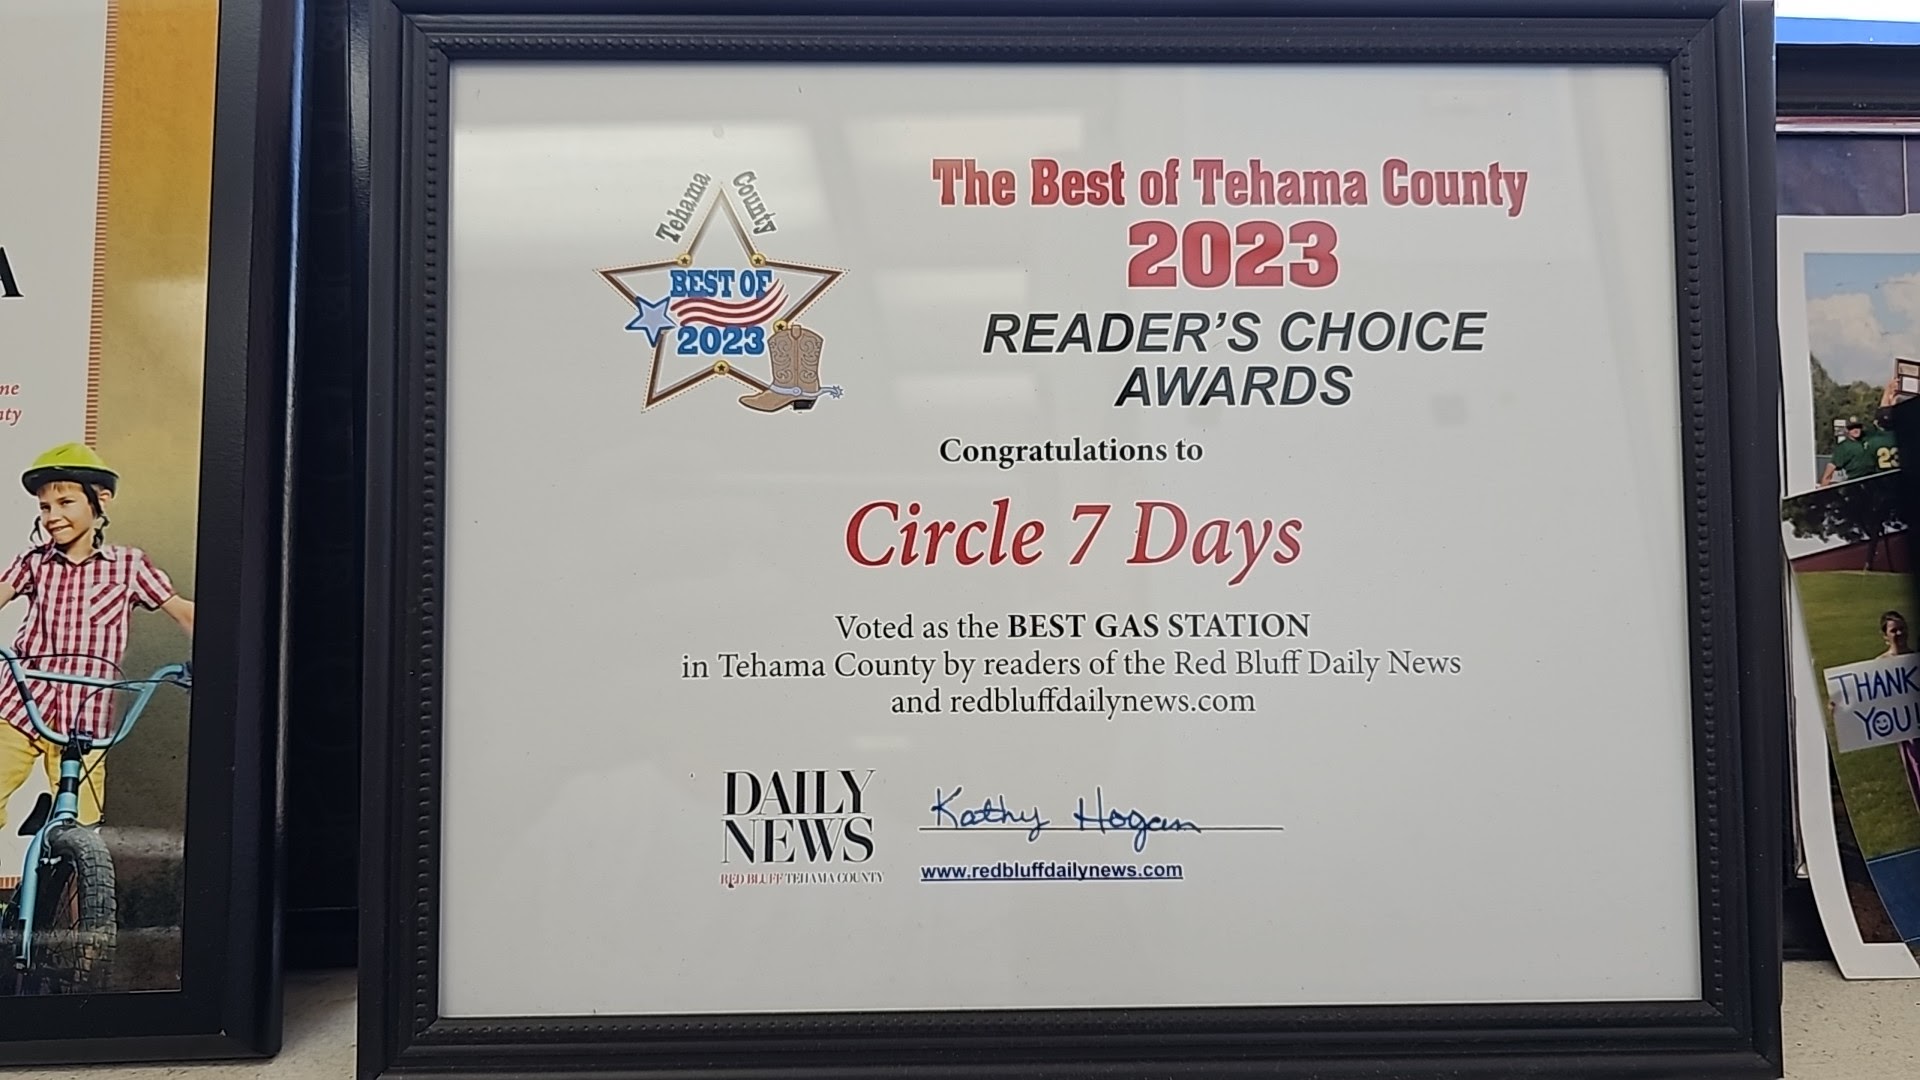 Tehama County
BEST OF
2023
The Best of Tehama County
2023
READER'S CHOICE
AWARDS
Congratulations to
Circle 7 Days
Voted as the BEST GAS STATION
in Tehama County by readers of the Red Bluff Daily News
and redbluffdailynews.com
DAILY
NEWS
RED BLUFF TEHAMA COUNTY
Kathy Hogan
www.redbluffdailynews.com
23
THANK
YOU!